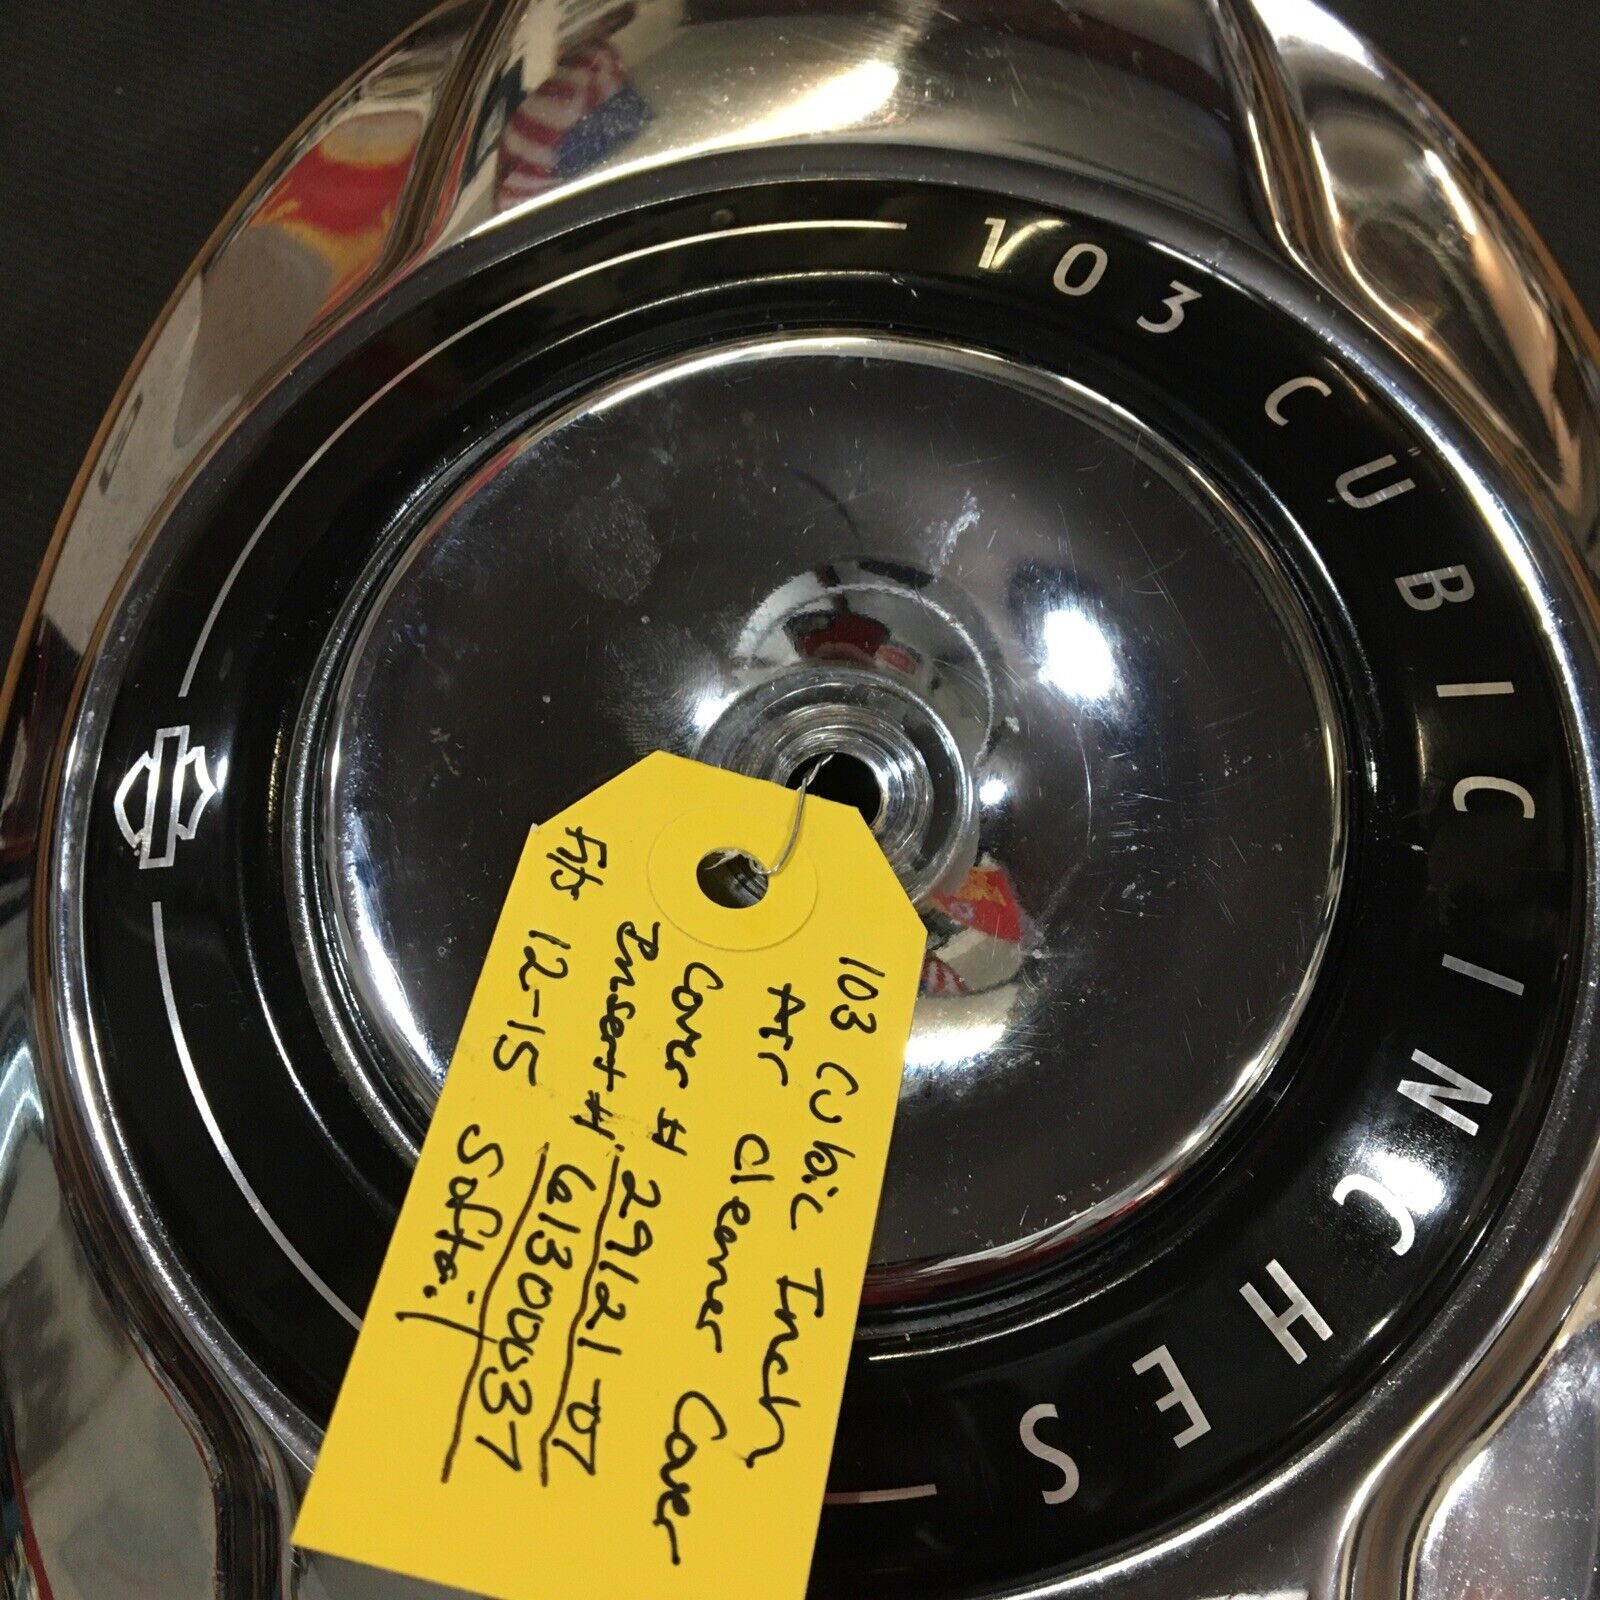 103 CUBIC INCHES
103 Cubic Inch
Air Cleaner Cover
Cover # 29121-07
Insert # 61300037
fits 12-15 Softail